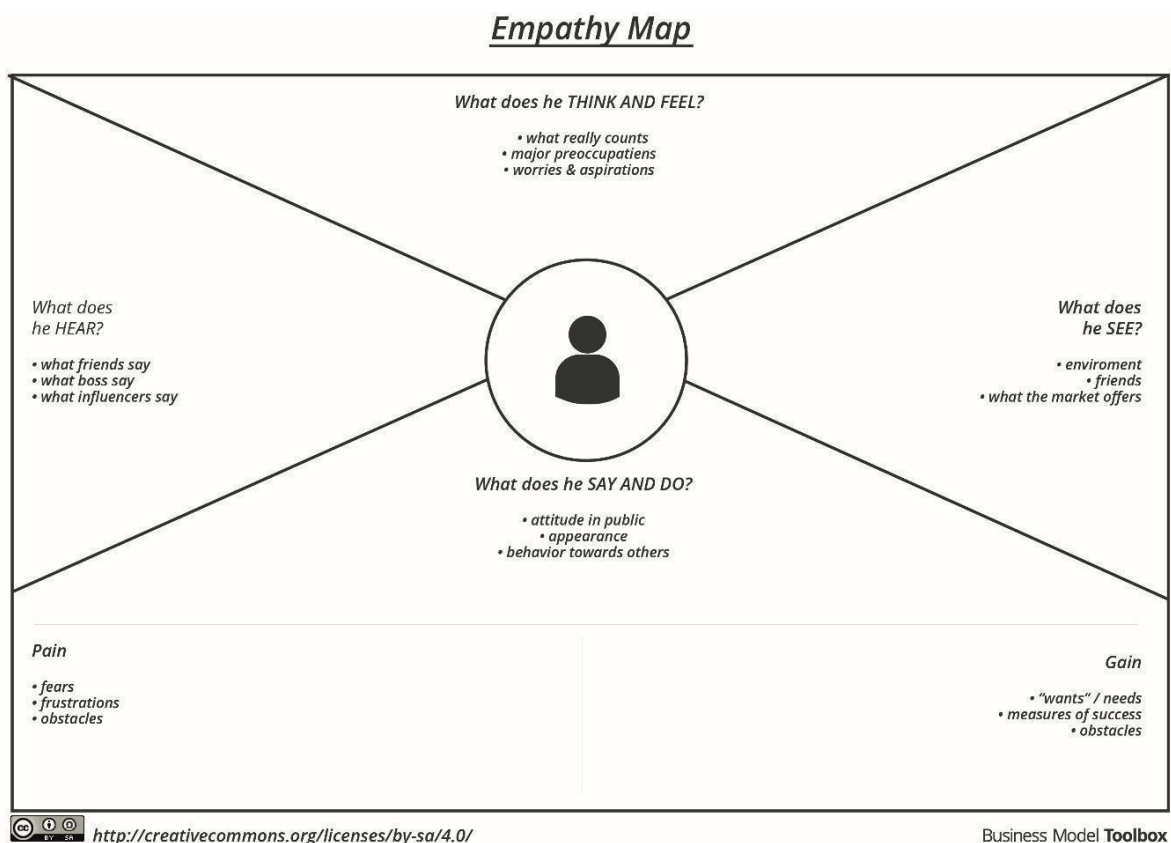 Empathy Map
What does he THINK AND FEEL?
• what really counts
• major preoccupatiens
• worries & aspirations
What does
he HEAR?
• what friends say
• what boss say
• what influencers say
What does
he SEE?
• enviroment
• friends
• what the market offers
What does he SAY AND DO?
• attitude in public
• appearance
• behavior towards others
Pain
• fears
• frustrations
• obstacles
Gain
• “wants“ / needs
• measures of success
• obstacles
cc BY SA http://creativecommons.org/licenses/by-sa/4.0/
Business Model Toolbox